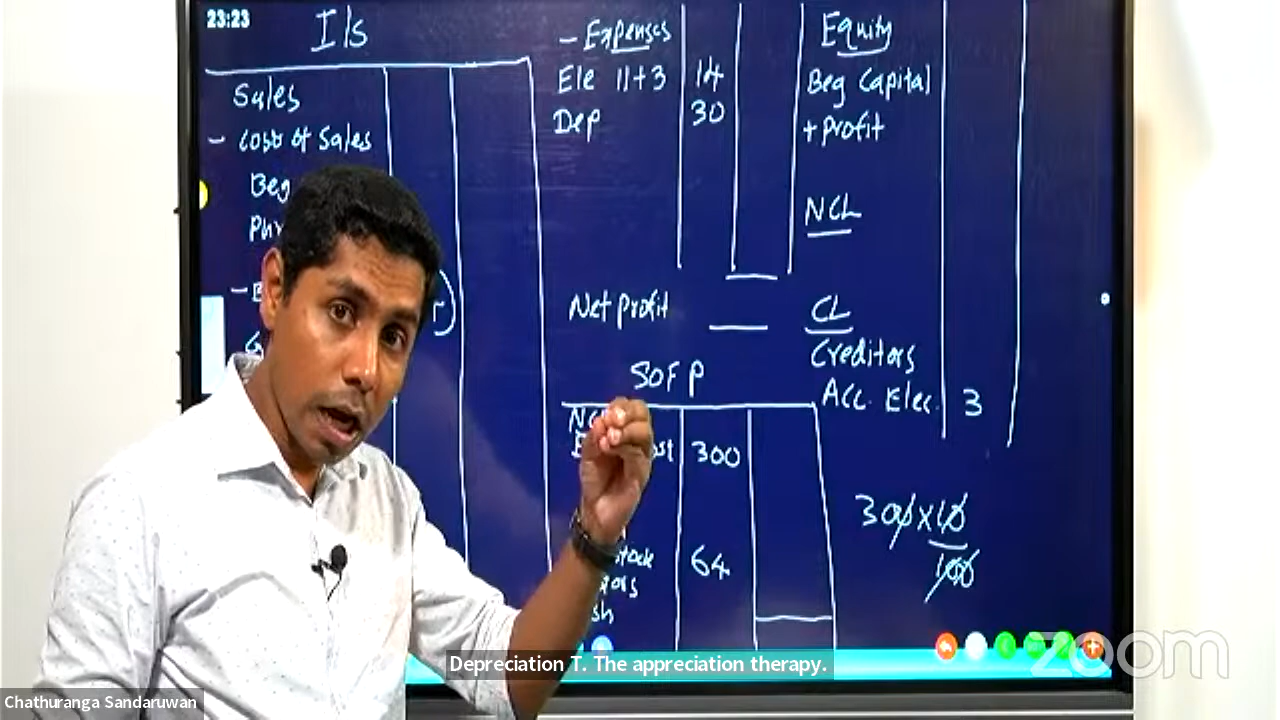 23:23
I/s
Sales
- Cost of Sales
Beg
- Expenses
Ele 11+3 14
Dep 30
Net profit
SOFP
300
64
Equity
Beg Capital
+ Profit
NCL
CL
Creditors
Acc. Elec. 3
300 x 10
100
zoom
Depreciation T. The appreciation therapy.
Chathuranga Sandaruwan